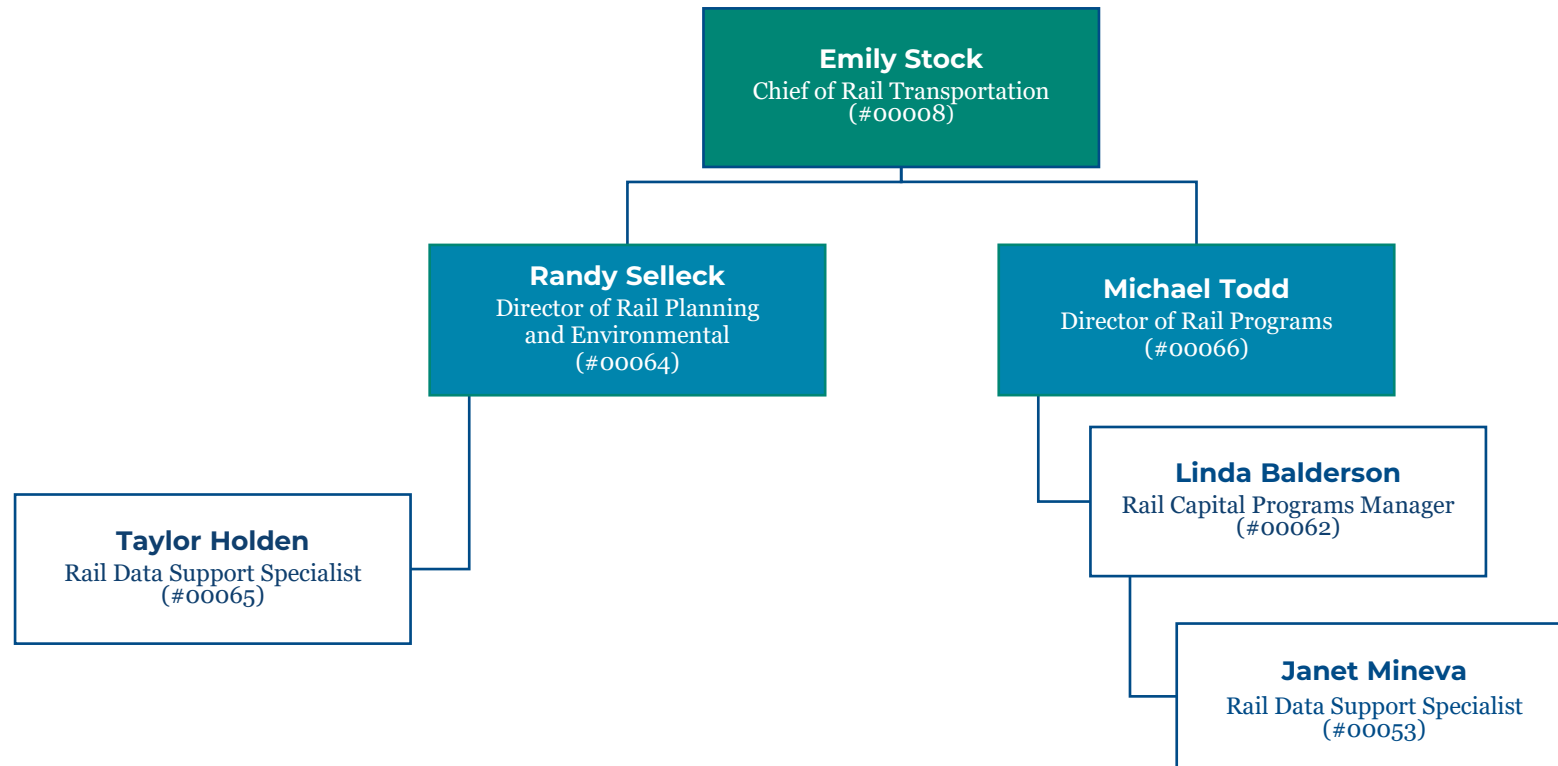 Emily Stock
Chief of Rail Transportation
(#00008)
Randy Selleck
Director of Rail Planning
and Environmental
(#00064)
Michael Todd
Director of Rail Programs
(#00066)
Linda Balderson
Rail Capital Programs Manager
(#00062)
Taylor Holden
Rail Data Support Specialist
(#00065)
Janet Mineva
Rail Data Support Specialist
(#00053)